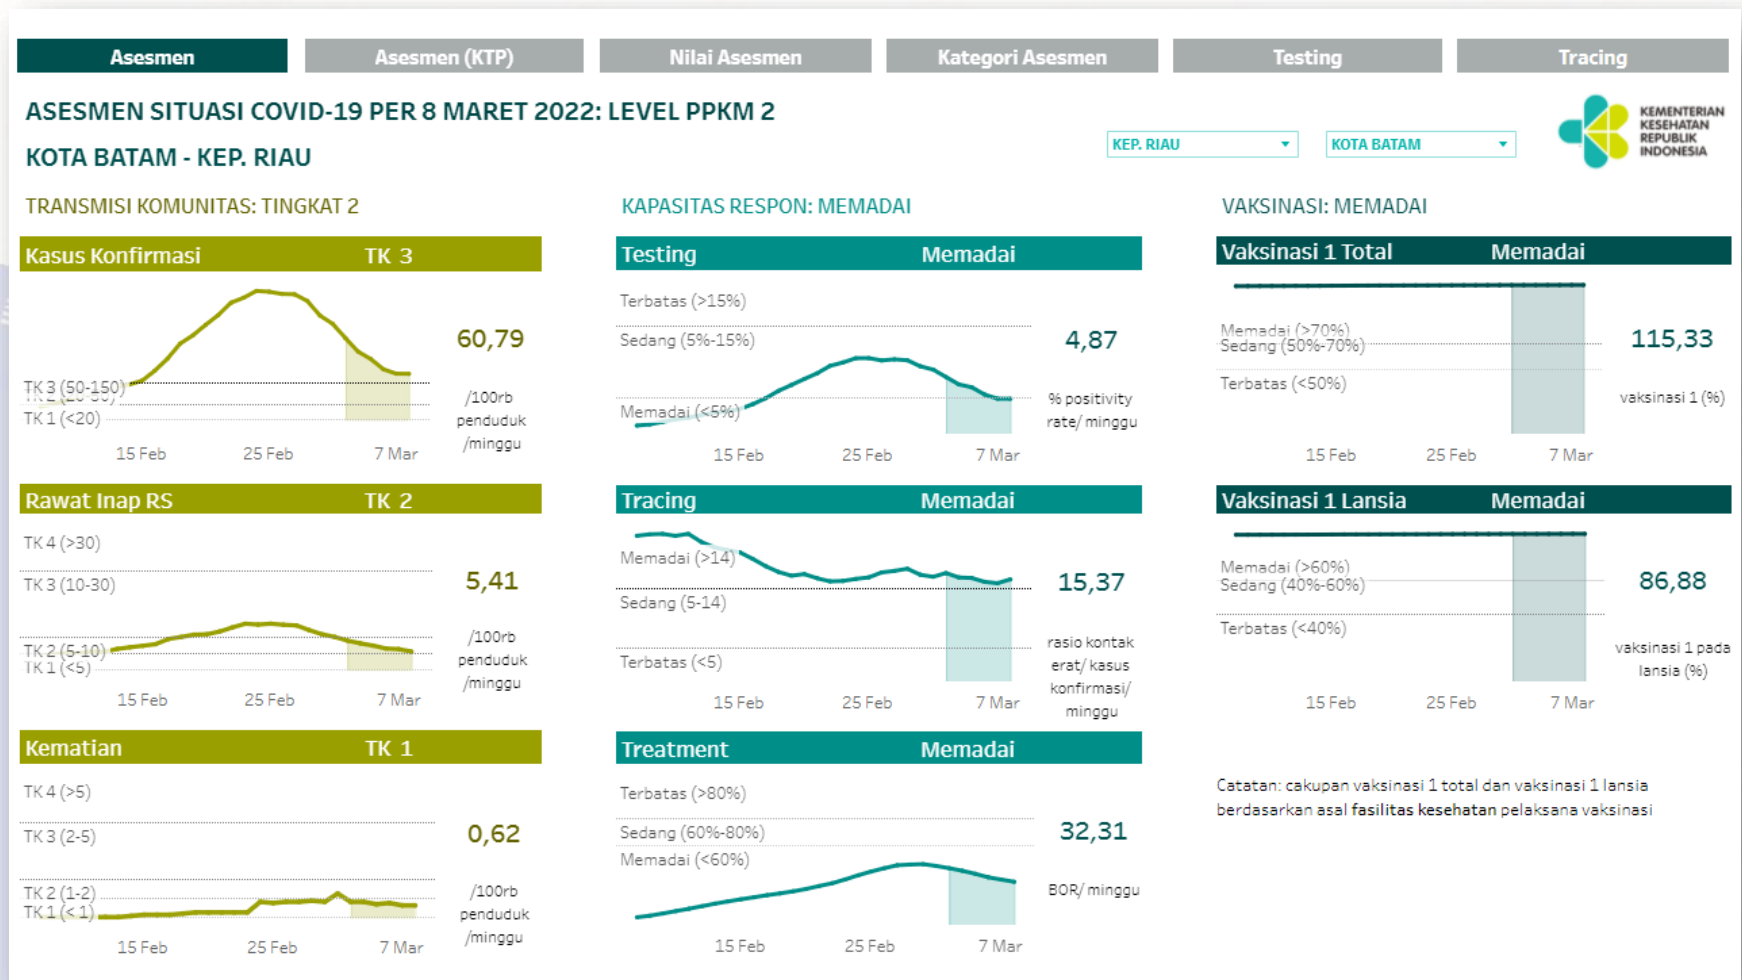 Asesmen
Asesmen (KTP)
Nilai Asesmen
Kategori Asesmen
Testing
Tracing
ASESMEN SITUASI COVID-19 PER 8 MARET 2022: LEVEL PPKM 2
KOTA BATAM - KEP. RIAU
KEP. RIAU
KOTA BATAM
KEMENTERIAN
KESEHATAN
REPUBLIK
INDONESIA
TRANSMISI KOMUNITAS: TINGKAT 2
Kasus Konfirmasi TK 3
TK 3 (50-150)
TK 1 (<20)
15 Feb 25 Feb 7 Mar
60,79
/100rb
penduduk
/minggu
Rawat Inap RS TK 2
TK 4 (>30)
TK 3 (10-30)
TK 2 (5-10)
TK 1 (<5)
15 Feb 25 Feb 7 Mar
5,41
/100rb
penduduk
/minggu
Kematian TK 1
TK 4 (>5)
TK 3 (2-5)
TK 2 (1-2)
TK 1 (< 1)
15 Feb 25 Feb 7 Mar
0,62
/100rb
penduduk
/minggu
KAPASITAS RESPON: MEMADAI
Testing Memadai
Terbatas (>15%)
Sedang (5%-15%)
Memadai (<5%)
15 Feb 25 Feb 7 Mar
4,87
% positivity
rate/ minggu
Tracing Memadai
Memadai (>14)
Sedang (5-14)
Terbatas (<5)
15 Feb 25 Feb 7 Mar
15,37
rasio kontak
erat/ kasus
konfirmasi/
minggu
Treatment Memadai
Terbatas (>80%)
Sedang (60%-80%)
Memadai (<60%)
15 Feb 25 Feb 7 Mar
32,31
BOR/ minggu
VAKSINASI: MEMADAI
Vaksinasi 1 Total Memadai
Memadai (>70%)
Sedang (50%-70%)
Terbatas (<50%)
15 Feb 25 Feb 7 Mar
115,33
vaksinasi 1 (%)
Vaksinasi 1 Lansia Memadai
Memadai (>60%)
Sedang (40%-60%)
Terbatas (<40%)
15 Feb 25 Feb 7 Mar
86,88
vaksinasi 1 pada
lansia (%)
Catatan: cakupan vaksinasi 1 total dan vaksinasi 1 lansia
berdasarkan asal fasilitas kesehatan pelaksana vaksinasi